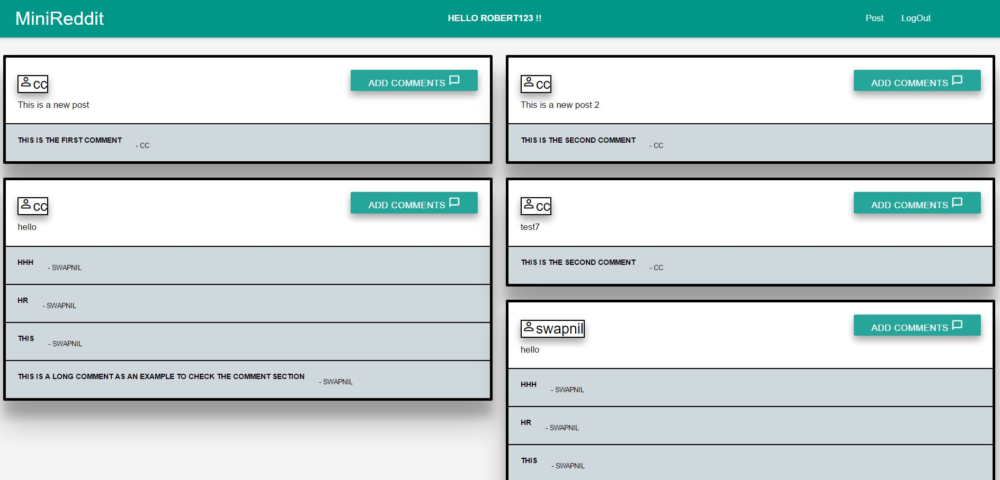 MiniReddit
HELLO ROBERT123 !!
Post
LogOut
CC
ADD COMMENTS
This is a new post
THIS IS THE FIRST COMMENT - CC
CC
ADD COMMENTS
hello
HHH - SWAPNIL
HR - SWAPNIL
THIS - SWAPNIL
THIS IS A LONG COMMENT AS AN EXAMPLE TO CHECK THE COMMENT SECTION - SWAPNIL
CC
ADD COMMENTS
This is a new post 2
THIS IS THE SECOND COMMENT - CC
CC
ADD COMMENTS
test7
THIS IS THE SECOND COMMENT - CC
swapnil
ADD COMMENTS
hello
HHH - SWAPNIL
HR - SWAPNIL
THIS - SWAPNIL